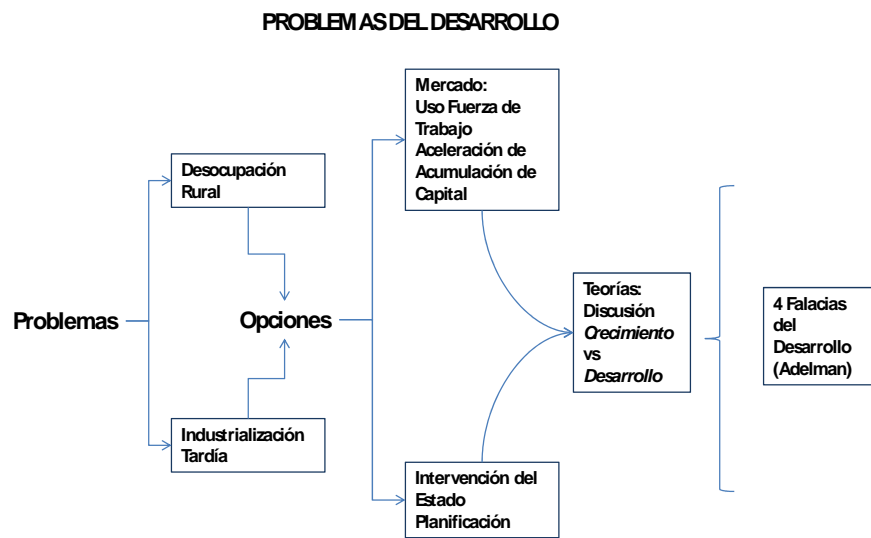 PROBLEMAS DEL DESARROLLO
Problemas
Desocupación
Rural
Industrialización
Tardía
Opciones
Mercado:
Uso Fuerza de
Trabajo
Aceleración de
Acumulación de
Capital
Intervención del
Estado
Planificación
Teorías:
Discusión
Crecimiento
vs
Desarrollo
4 Falacias
del
Desarrollo
(Adelman)